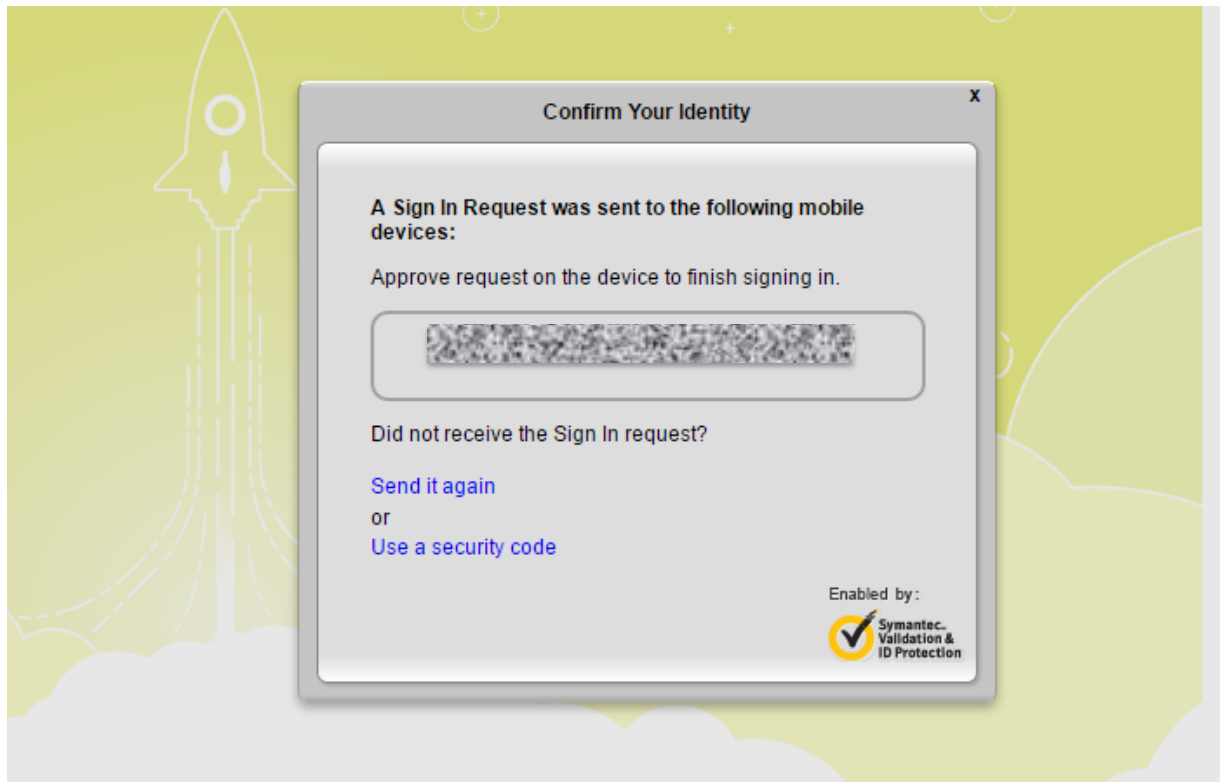 Confirm Your Identity
X
A Sign In Request was sent to the following mobile
devices:
Approve request on the device to finish signing in.
Did not receive the Sign In request?
Send it again
or
Use a security code
Enabled by:
Symantec™
Validation &
ID Protection